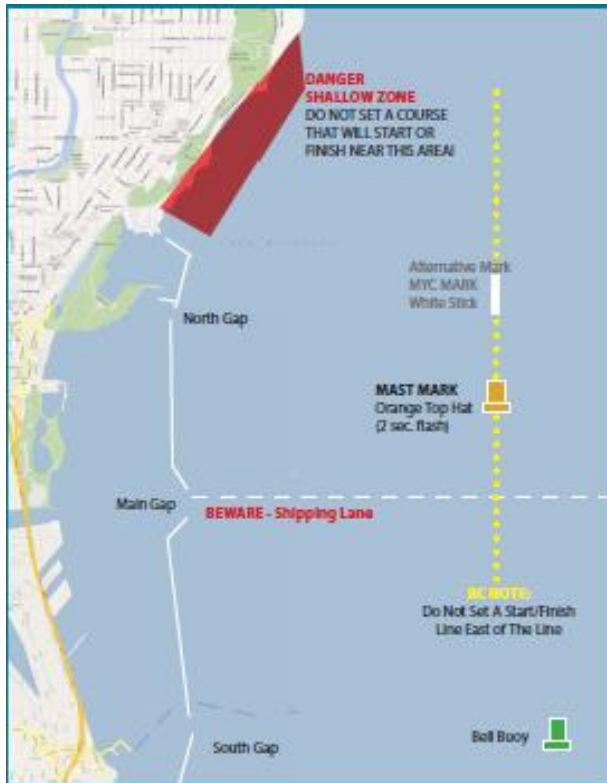 DANGER
SHALLOW ZONE
DO NOT SET A COURSE
THAT WILL START OR
FINISH NEAR THIS AREA!
Alternative Mark
MYC MARK
White Stick
North Gap
MAST MARK
Orange Top Hat
(2 sec. flash)
Main Gap
BEWARE - Shipping Lane
RC NOTE:
Do Not Set A Start/Finish
Line East of The Line
South Gap
Bell Buoy